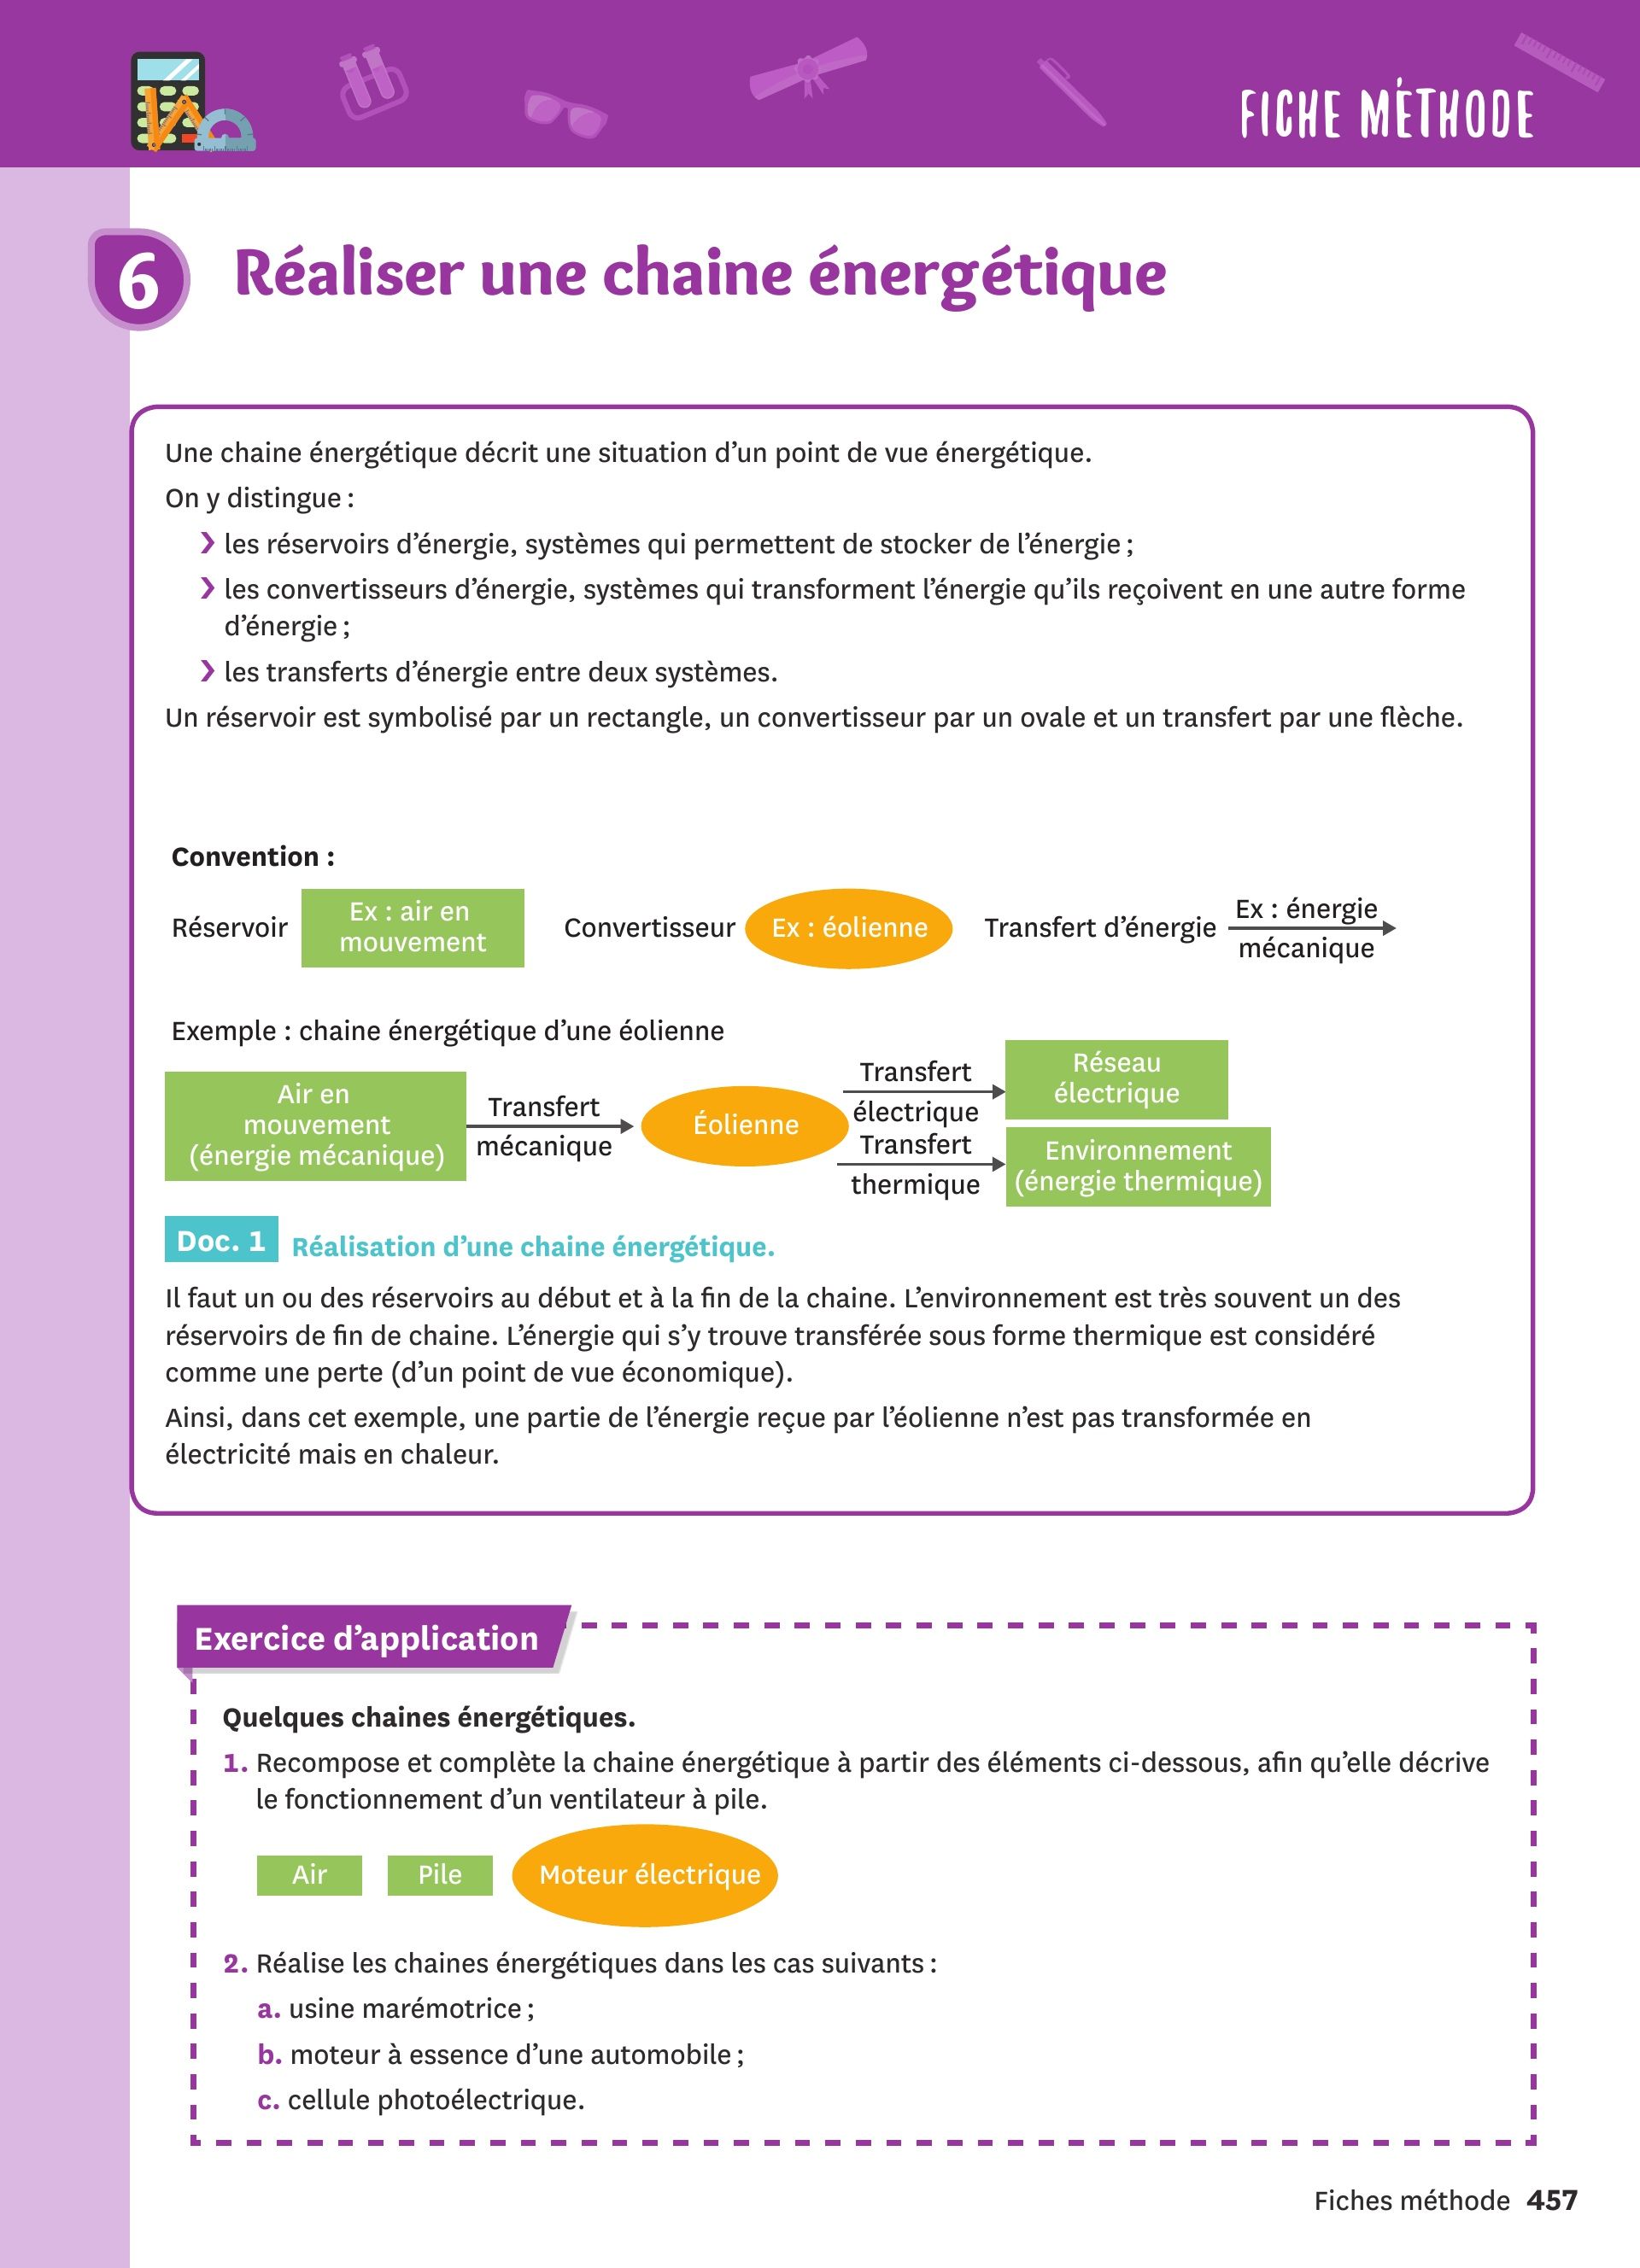 FICHE MÉTHODE
6 Réaliser une chaine énergétique
Une chaine énergétique décrit une situation d’un point de vue énergétique.
On y distingue :
❯ les réservoirs d’énergie, systèmes qui permettent de stocker de l’énergie ;
❯ les convertisseurs d’énergie, systèmes qui transforment l’énergie qu’ils reçoivent en une autre forme
d’énergie ;
❯ les transferts d’énergie entre deux systèmes.
Un réservoir est symbolisé par un rectangle, un convertisseur par un ovale et un transfert par une flèche.
Convention :
Réservoir
Ex : air en
mouvement
Convertisseur
Ex : éolienne
Transfert d’énergie
Ex : énergie
mécanique
Exemple : chaine énergétique d’une éolienne
Air en
mouvement
(énergie mécanique)
Transfert
mécanique
Éolienne
Transfert
électrique
Réseau
électrique
Transfert
thermique
Environnement
(énergie thermique)
Doc. 1 Réalisation d’une chaine énergétique.
Il faut un ou des réservoirs au début et à la fin de la chaine. L’environnement est très souvent un des
réservoirs de fin de chaine. L’énergie qui s’y trouve transférée sous forme thermique est considéré
comme une perte (d’un point de vue économique).
Ainsi, dans cet exemple, une partie de l’énergie reçue par l’éolienne n’est pas transformée en
électricité mais en chaleur.
Exercice d’application
Quelques chaines énergétiques.
1. Recompose et complète la chaine énergétique à partir des éléments ci-dessous, afin qu’elle décrive
le fonctionnement d’un ventilateur à pile.
Air
Pile
Moteur électrique
2. Réalise les chaines énergétiques dans les cas suivants :
a. usine marémotrice ;
b. moteur à essence d’une automobile ;
c. cellule photoélectrique.
Fiches méthode 457